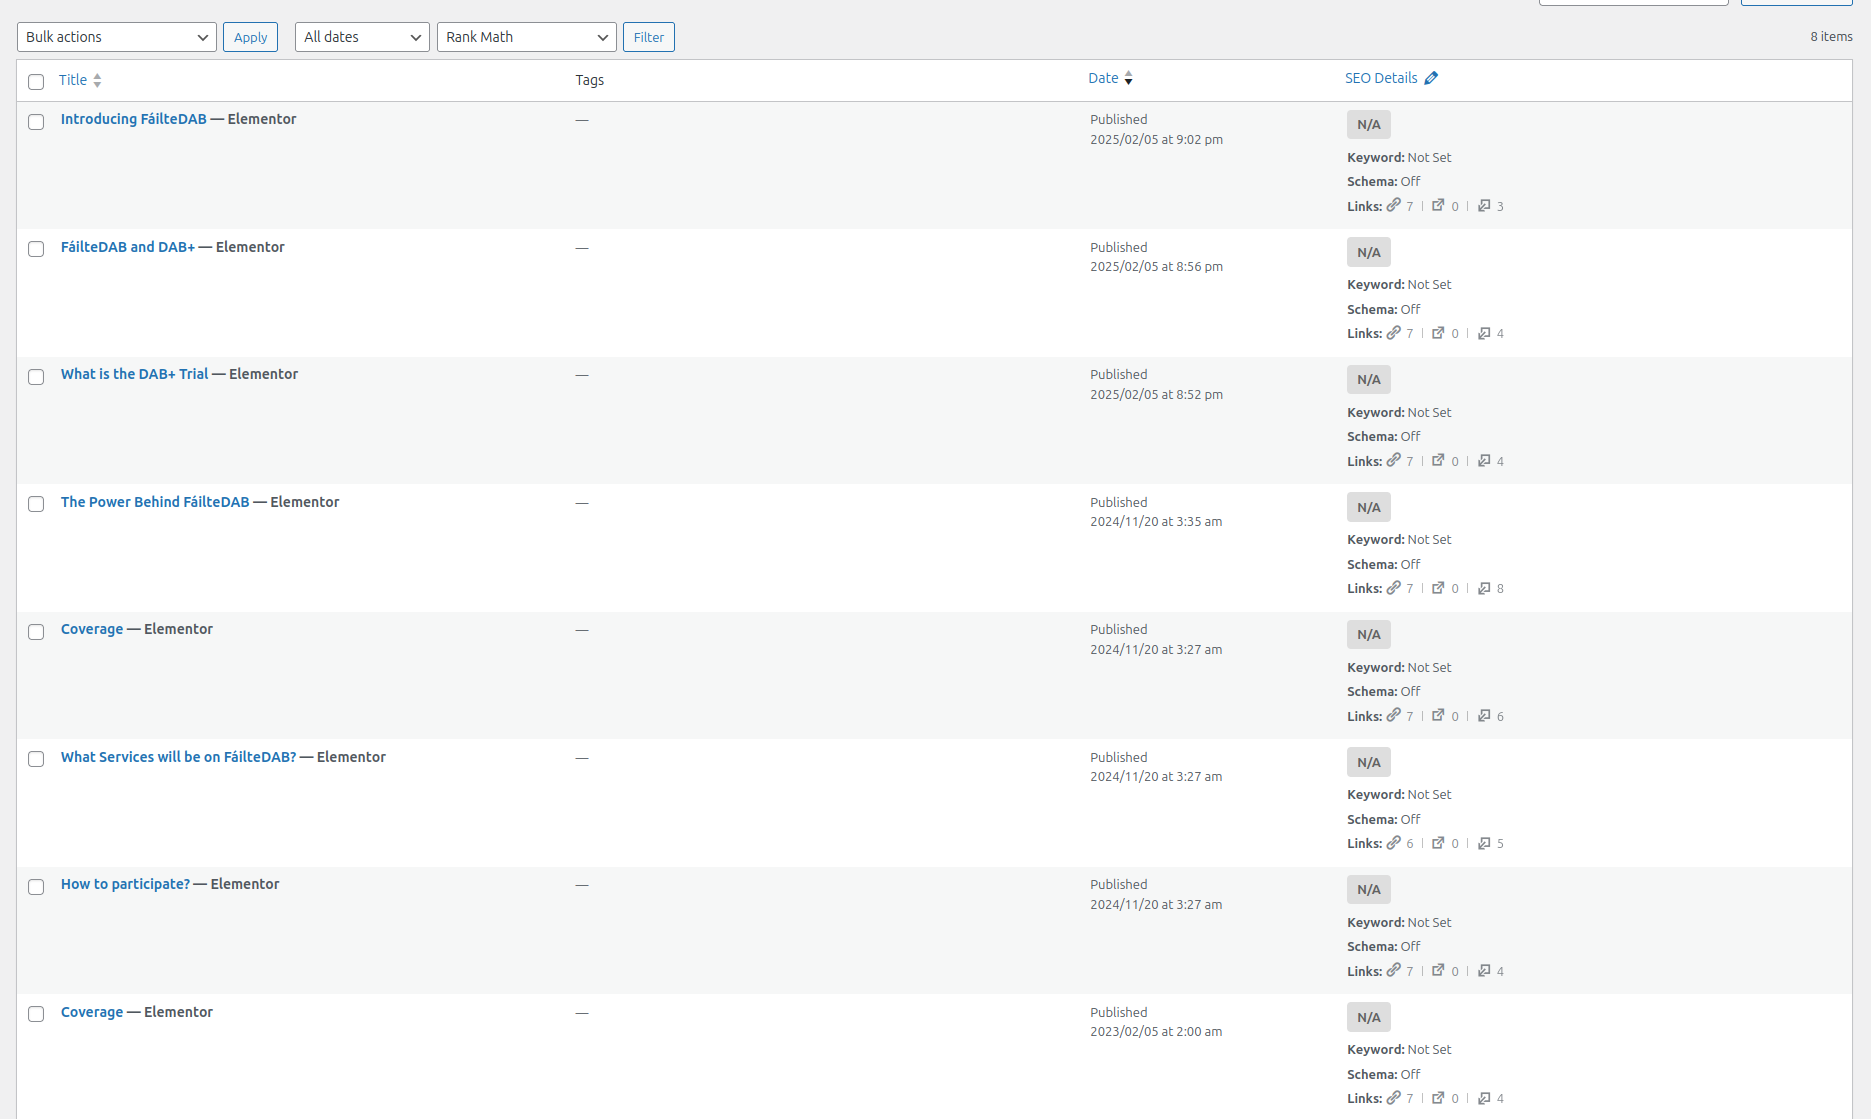 Bulk actions Apply All dates Rank Math Filter 8 items
Title Tags Date SEO Details
Introducing FáilteDAB — Elementor — Published N/A
2025/02/05 at 9:02 pm
Keyword: Not Set
Schema: Off
Links: 7 | 0 | 3
FáilteDAB and DAB+ — Elementor — Published N/A
2025/02/05 at 8:56 pm
Keyword: Not Set
Schema: Off
Links: 7 | 0 | 4
What is the DAB+ Trial — Elementor — Published N/A
2025/02/05 at 8:52 pm
Keyword: Not Set
Schema: Off
Links: 7 | 0 | 4
The Power Behind FáilteDAB — Elementor — Published N/A
2024/11/20 at 3:35 am
Keyword: Not Set
Schema: Off
Links: 7 | 0 | 8
Coverage — Elementor — Published N/A
2024/11/20 at 3:27 am
Keyword: Not Set
Schema: Off
Links: 7 | 0 | 6
What Services will be on FáilteDAB? — Elementor — Published N/A
2024/11/20 at 3:27 am
Keyword: Not Set
Schema: Off
Links: 6 | 0 | 5
How to participate? — Elementor — Published N/A
2024/11/20 at 3:27 am
Keyword: Not Set
Schema: Off
Links: 7 | 0 | 4
Coverage — Elementor — Published N/A
2023/02/05 at 2:00 am
Keyword: Not Set
Schema: Off
Links: 7 | 0 | 4